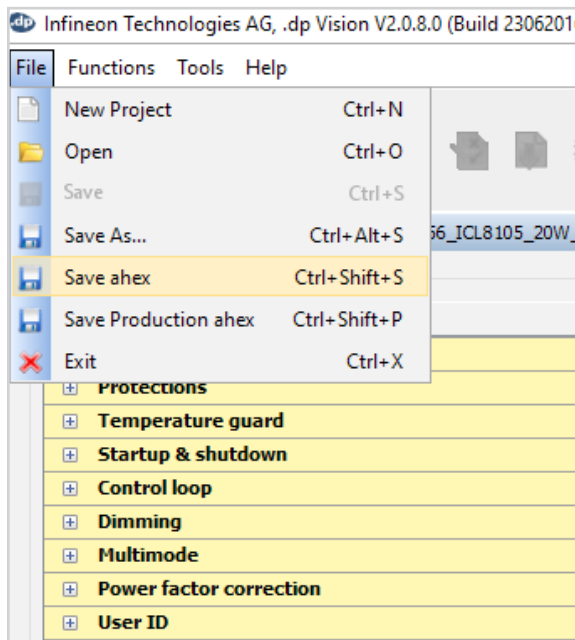 .dp Infineon Technologies AG, .dp Vision V2.0.8.0 (Build 2306201
File Functions Tools Help
New Project Ctrl+N
Open Ctrl+O
Save Ctrl+S
Save As... Ctrl+Alt+S
56_ICL8105_20W_
Save ahex Ctrl+Shift+S
Save Production ahex Ctrl+Shift+P
Exit Ctrl+X
Protections
Temperature guard
Startup & shutdown
Control loop
Dimming
Multimode
Power factor correction
User ID